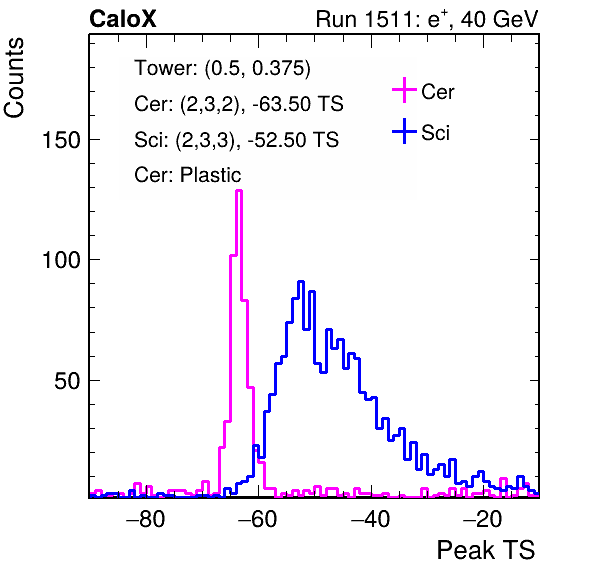 CaloX Run 1511: e⁺, 40 GeV
Counts
Tower: (0.5, 0.375)
Cer: (2,3,2), -63.50 TS
Sci: (2,3,3), -52.50 TS
Cer: Plastic
Cer
Sci
150
100
50
−80 −60 −40 −20
Peak TS